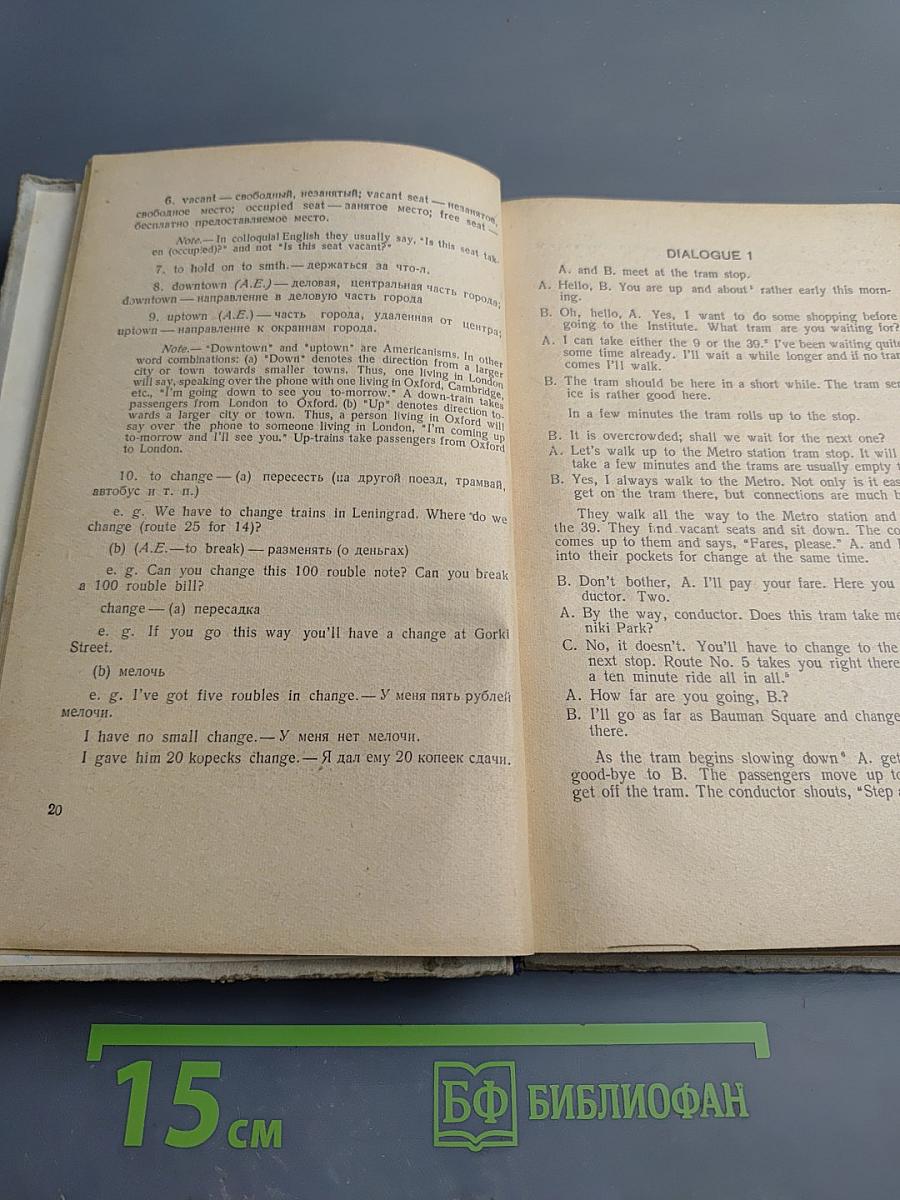 6. vacant — свободный, незанятый; vacant seat — незанятое,
свободное место; occupied seat — занятое место; free seat —
бесплатно предоставляемое место.
Note.— In colloquial English they usually say, "Is this seat tak-
en (occupied)?" and not "Is this seat vacant?"
7. to hold on to smth. — держаться за что-л.
8. downtown (A.E.) — деловая, центральная часть города;
downtown — направление в деловую часть города
9. uptown (A.E.) — часть города, удаленная от центра;
uptown — направление к окраинам города.
Note.— "Downtown" and "uptown" are Americanisms. In other
word combinations: (a) "Down" denotes the direction from a larger
city or town towards smaller towns. Thus, one living in London
will say, speaking over the phone with one living in Oxford, Cambridge,
etc., "I'm going down to see you to-morrow." A down-train takes
passengers from London to Oxford. (b) "Up" denotes direction to-
wards a larger city or town. Thus, a person living in Oxford will
say over the phone to someone living in London, "I'm coming up
to-morrow and I'll see you." Up-trains take passengers from Oxford
to London.
10. to change — (a) пересесть (на другой поезд, трамвай,
автобус и т. п.)
e. g. We have to change trains in Leningrad. Where do we
change (route 25 for 14)?
(b) (A.E.—to break) — разменять (о деньгах)
e. g. Can you change this 100 rouble note? Can you break
a 100 rouble bill?
change — (a) пересадка
e. g. If you go this way you'll have a change at Gorki
Street.
(b) мелочь
e. g. I've got five roubles in change. — У меня пять рублей
мелочи.
I have no small change. — У меня нет мелочи.
I gave him 20 kopecks change. — Я дал ему 20 копеек сдачи.
20
DIALOGUE 1
A. and B. meet at the tram stop.
A. Hello, B. You are up and about¹ rather early this morn-
ing.
B. Oh, hello, A. Yes, I want to do some shopping before
going to the Institute. What tram are you waiting for?
A. I can take either the 9 or the 39.² I've been waiting quite
some time already. I'll wait a while longer and if no tram
comes I'll walk.
B. The tram should be here in a short while. The tram ser
ice is rather good here.
In a few minutes the tram rolls up to the stop.
B. It is overcrowded; shall we wait for the next one?
A. Let's walk up to the Metro station tram stop. It will
take a few minutes and the trams are usually empty t
B. Yes, I always walk to the Metro. Not only is it eas
get on the tram there, but connections are much b
They walk all the way to the Metro station and
the 39. They find vacant seats and sit down. The co
comes up to them and says, "Fares, please." A. and
into their pockets for change at the same time.
B. Don't bother, A. I'll pay your fare. Here you
ductor. Two.
A. By the way, conductor. Does this tram take me
niki Park?
C. No, it doesn't. You'll have to change to the
next stop. Route No. 5 takes you right there
a ten minute ride all in all.⁵
A. How far are you going, B.?
B. I'll go as far as Bauman Square and change
there.
As the tram begins slowing down⁶ A. get
good-bye to B. The passengers move up to
get off the tram. The conductor shouts, "Step
15 см
БФ БИБЛИОФАН